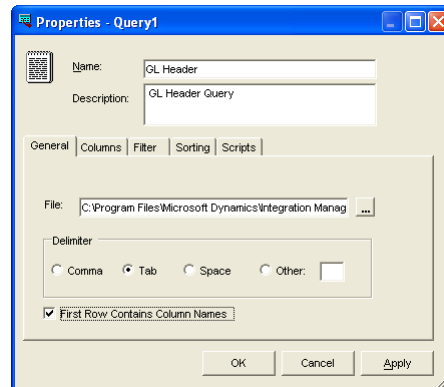 Properties - Query1
Name: GL Header
Description: GL Header Query
General Columns Filter Sorting Scripts
File: C:\Program Files\Microsoft Dynamics\Integration Manag ...
Delimiter
Comma Tab Space Other:
First Row Contains Column Names
OK Cancel Apply